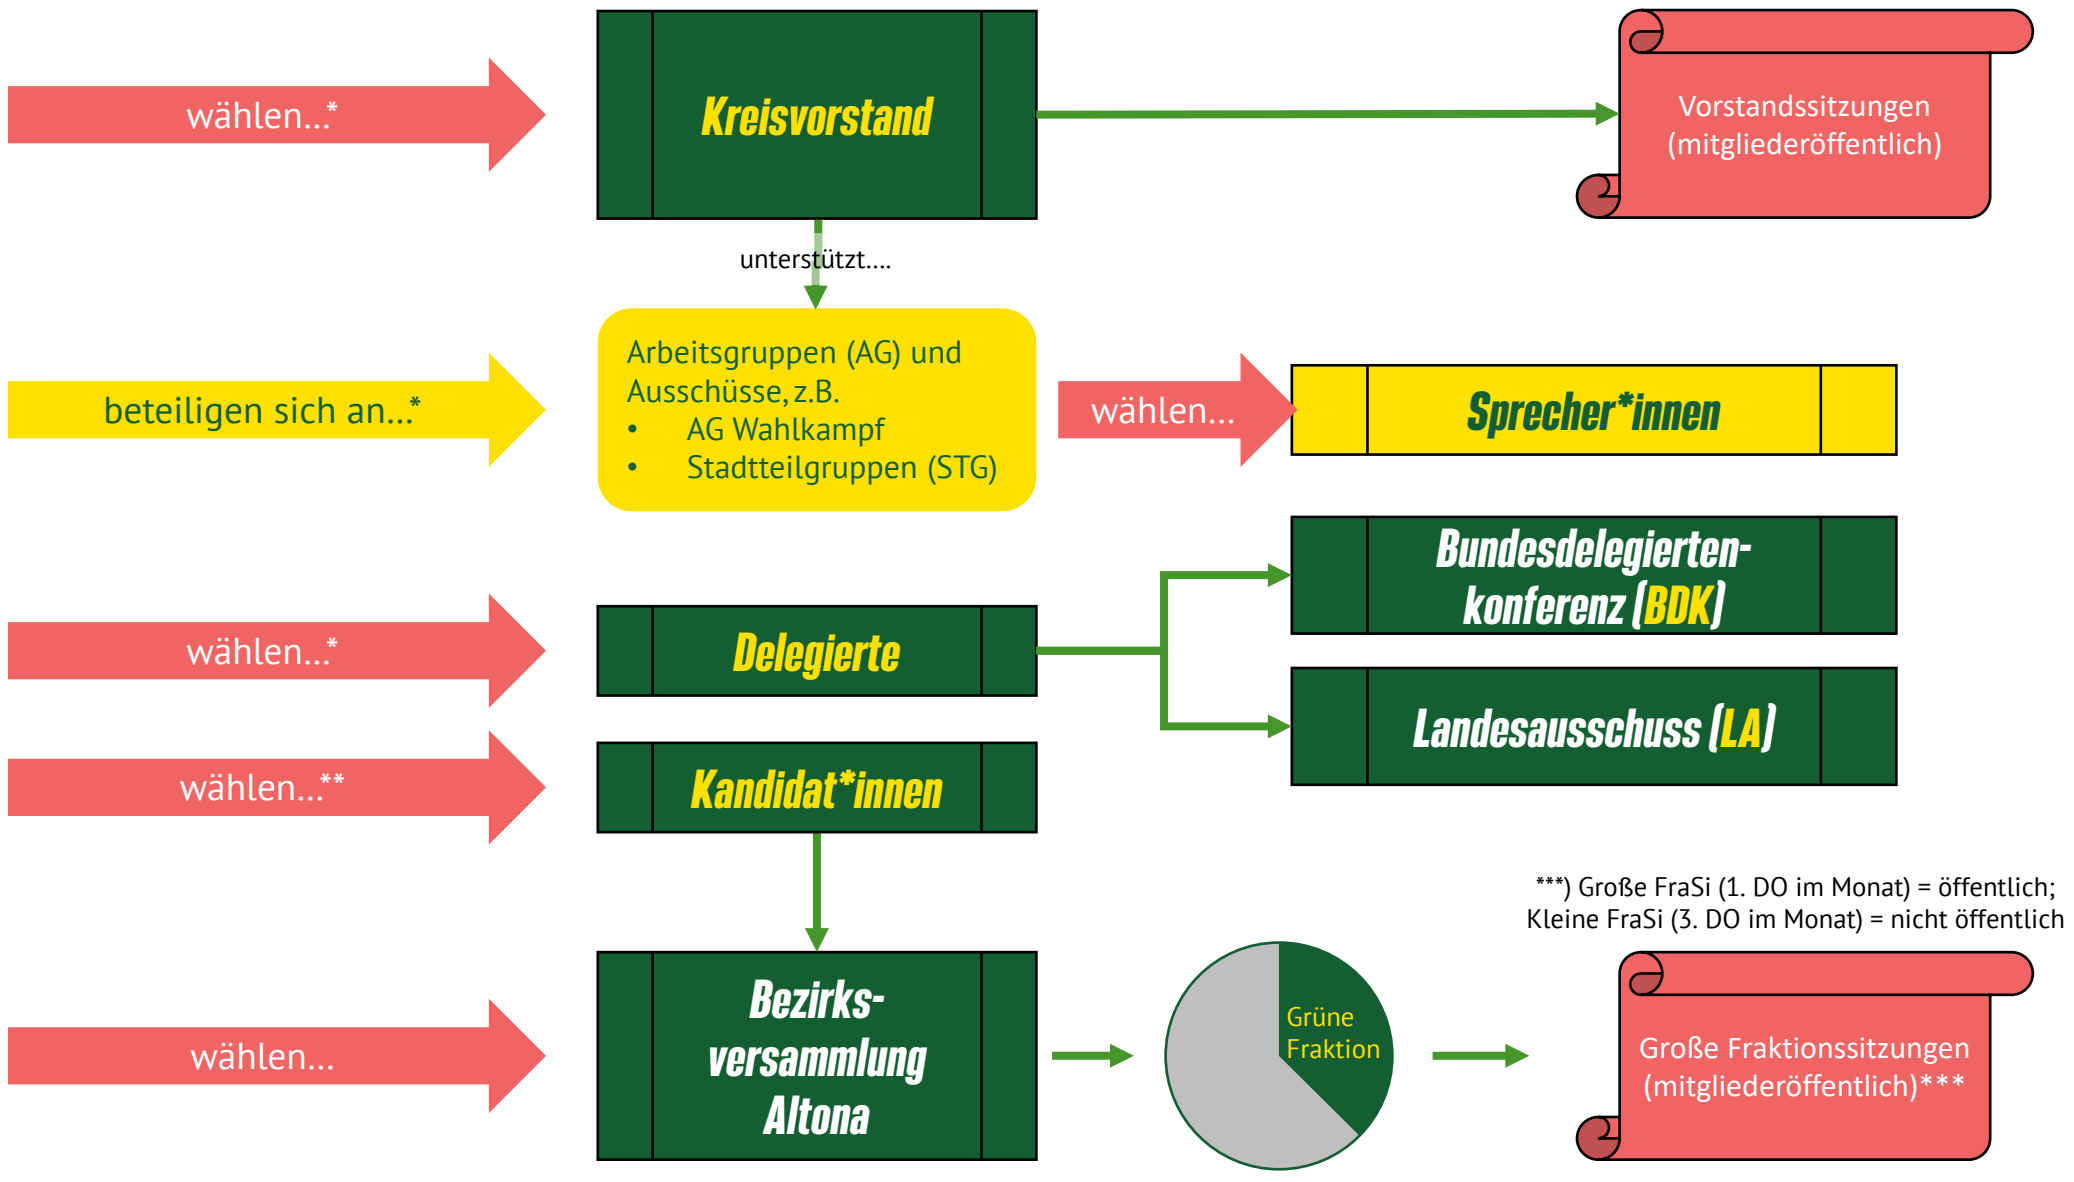 wählen...*
Kreisvorstand
Vorstandssitzungen
(mitgliederöffentlich)
unterstützt....
beteiligen sich an...*
Arbeitsgruppen (AG) und
Ausschüsse, z.B.
• AG Wahlkampf
• Stadtteilgruppen (STG)
wählen...
Sprecher*innen
wählen...*
Delegierte
Bundesdelegierten-
konferenz (BDK)
Landesausschuss (LA)
wählen...**
Kandidat*innen
***) Große FraSi (1. DO im Monat) = öffentlich;
Kleine FraSi (3. DO im Monat) = nicht öffentlich
wählen...
Bezirks-
versammlung
Altona
Grüne
Fraktion
Große Fraktionssitzungen
(mitgliederöffentlich)***